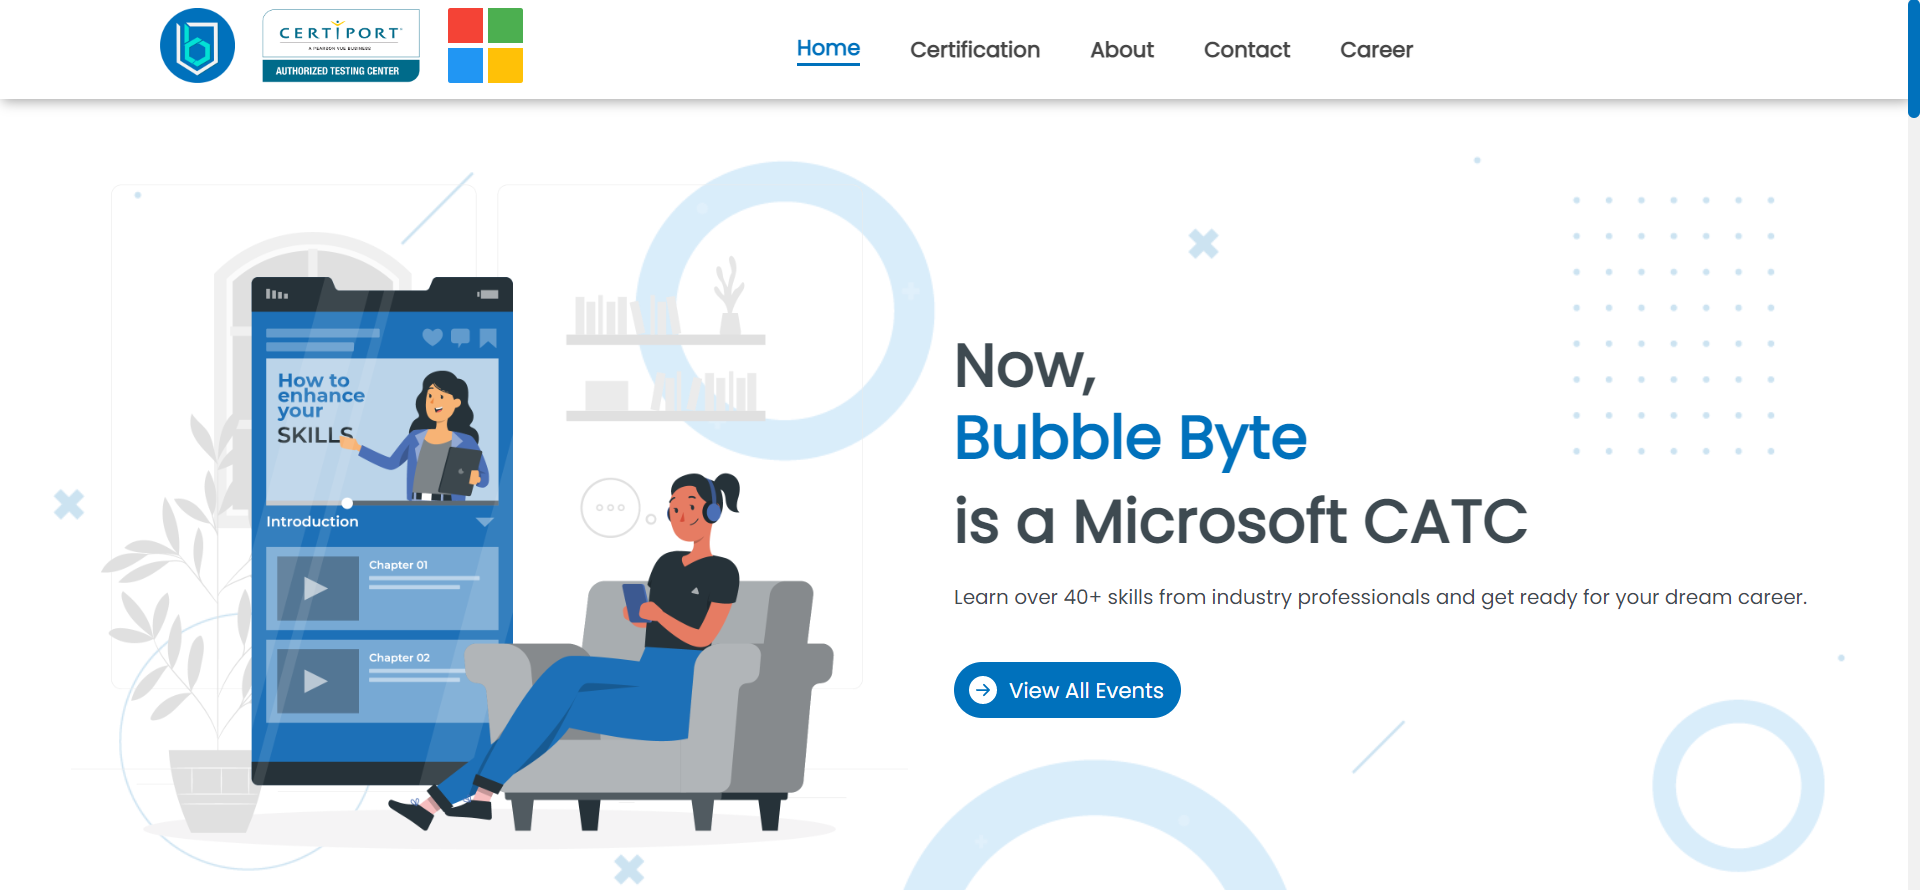 CERTIPORT
A PEARSON VUE BUSINESS
AUTHORIZED TESTING CENTER
Home
Certification
About
Contact
Career
How to
enhance
your
SKILLS
Introduction
Chapter 01
Chapter 02
Now,
Bubble Byte
is a Microsoft CATC
Learn over 40+ skills from industry professionals and get ready for your dream career.
View All Events